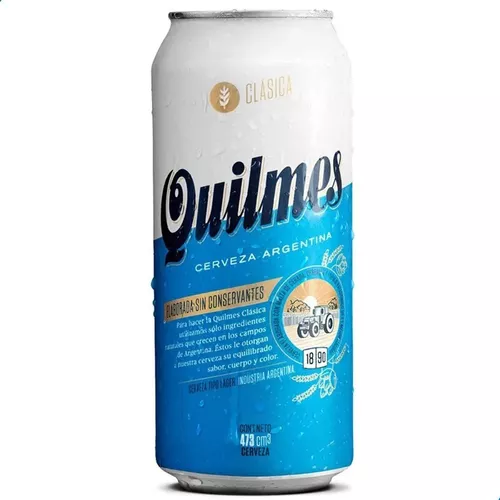 CLÁSICA
Quilmes
CERVEZA ARGENTINA
ELABORADA SIN CONSERVANTES
Para hacer la Quilmes Clásica
utilizamos sólo ingredientes
naturales que crecen en los campos
de Argentina. Éstos le otorgan
a nuestra cerveza su equilibrado
sabor, cuerpo y color.
18 90
CERVEZA TIPO LAGER. INDUSTRIA ARGENTINA.
CONT. NETO
473 cm³
CERVEZA